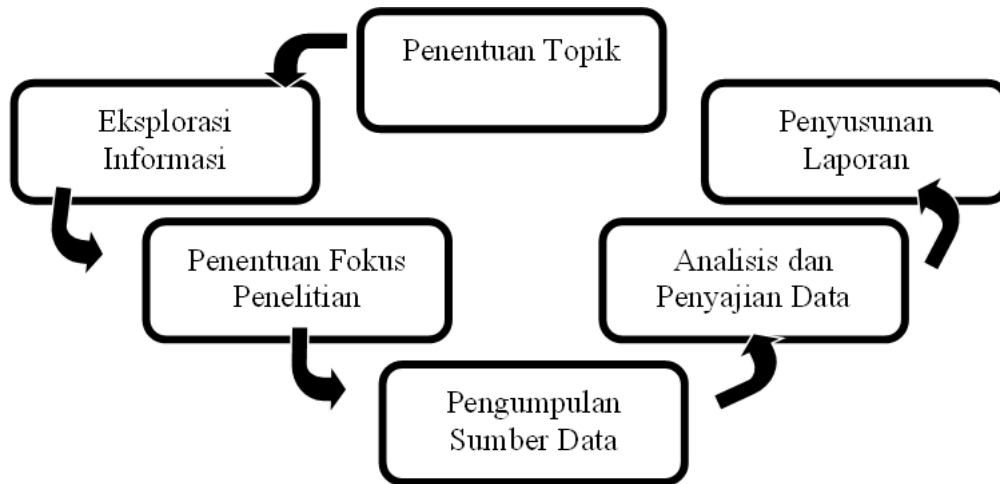 Penentuan Topik
Eksplorasi
Informasi
Penentuan Fokus
Penelitian
Pengumpulan
Sumber Data
Analisis dan
Penyajian Data
Penyusunan
Laporan